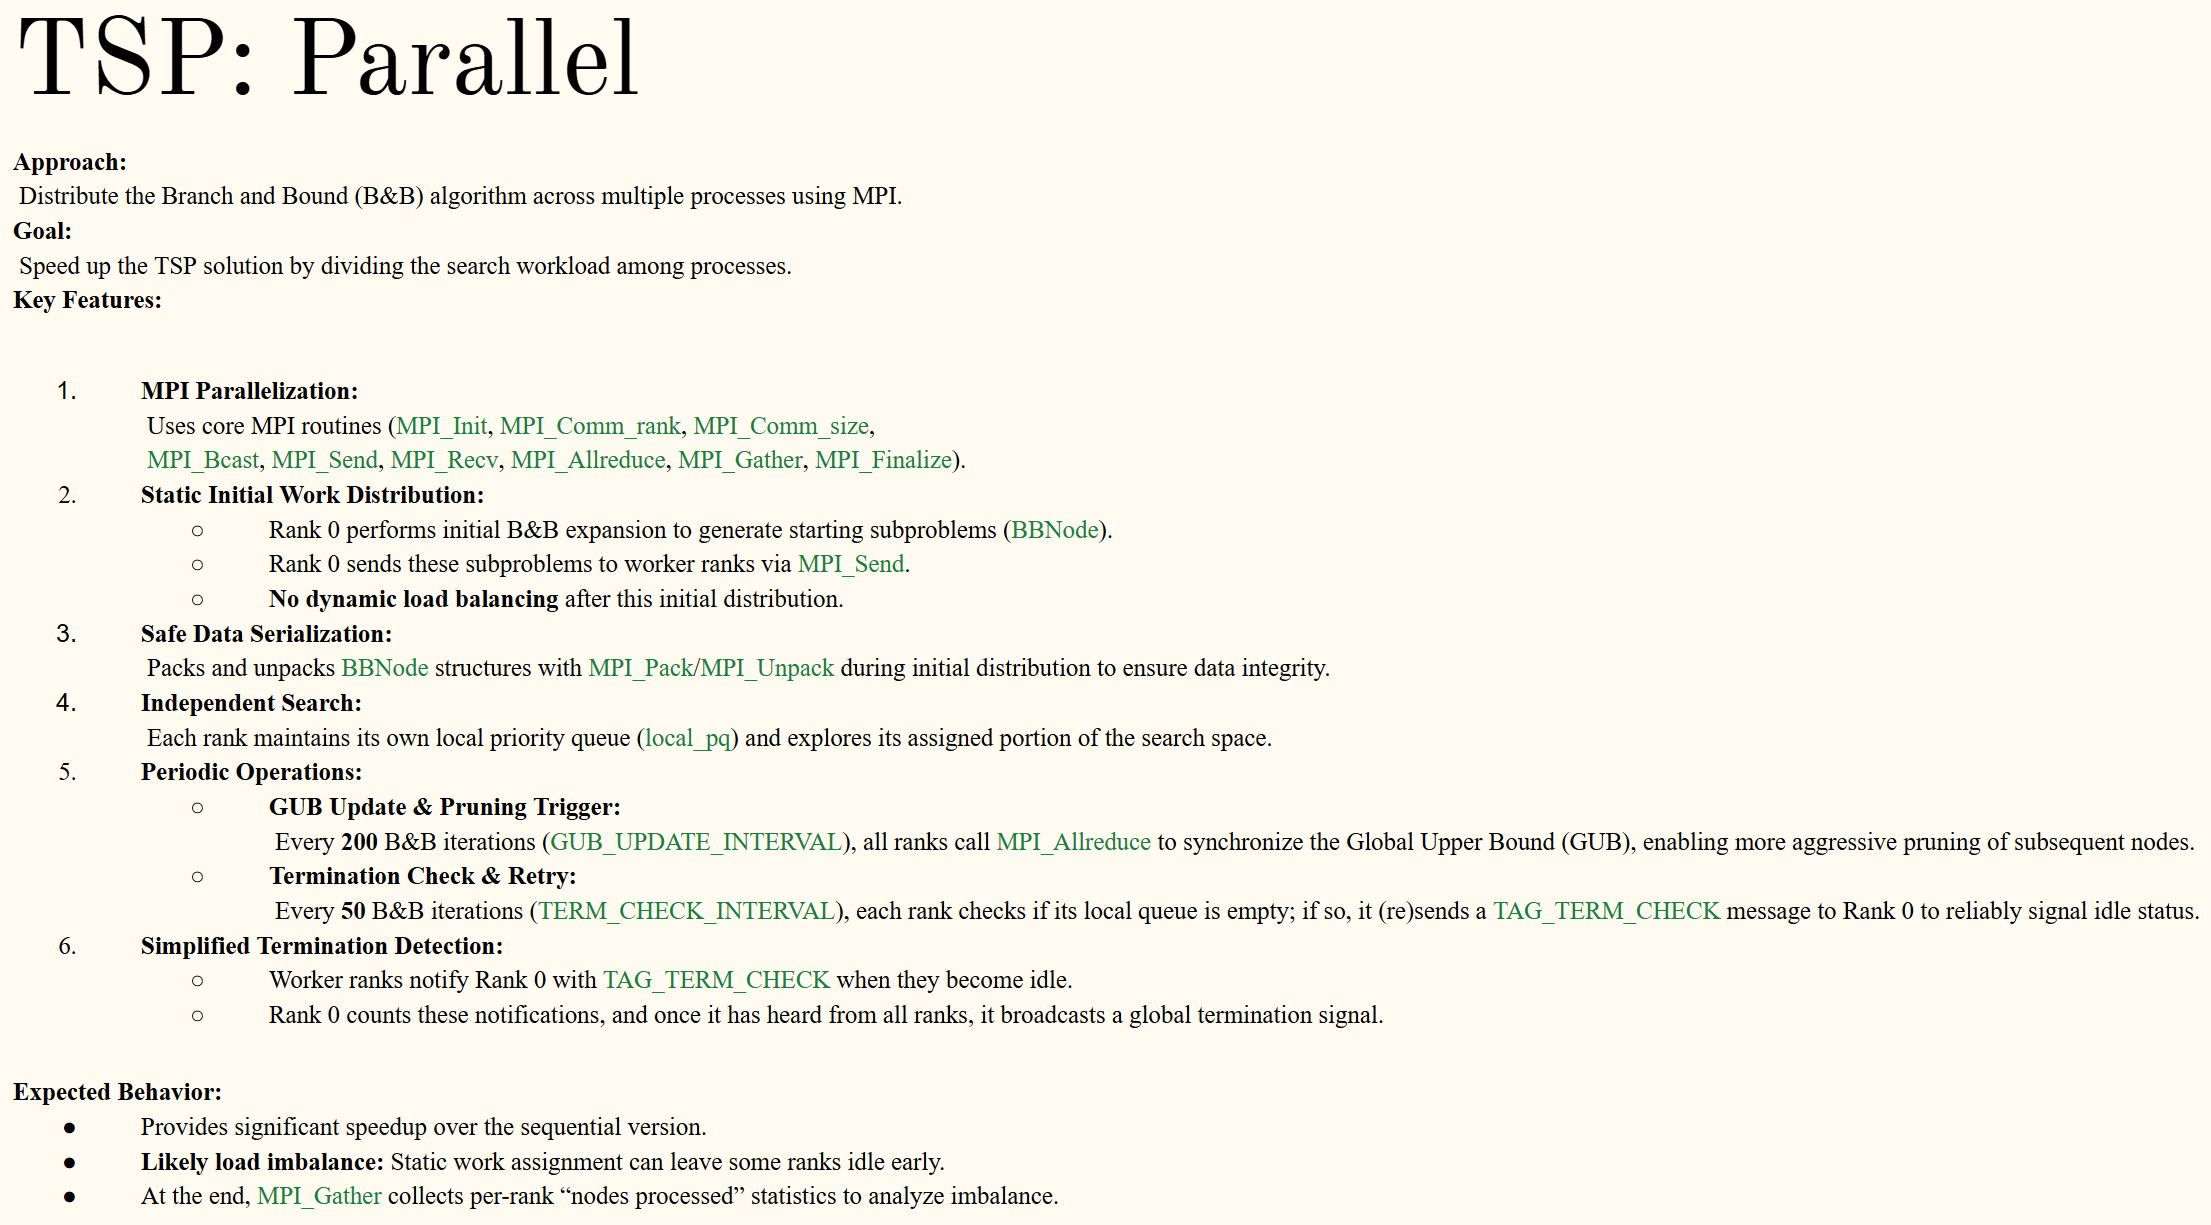 TSP: Parallel
Approach:
Distribute the Branch and Bound (B&B) algorithm across multiple processes using MPI.
Goal:
Speed up the TSP solution by dividing the search workload among processes.
Key Features:
1. MPI Parallelization:
Uses core MPI routines (MPI_Init, MPI_Comm_rank, MPI_Comm_size,
MPI_Bcast, MPI_Send, MPI_Recv, MPI_Allreduce, MPI_Gather, MPI_Finalize).
2. Static Initial Work Distribution:
○ Rank 0 performs initial B&B expansion to generate starting subproblems (BBNode).
○ Rank 0 sends these subproblems to worker ranks via MPI_Send.
○ No dynamic load balancing after this initial distribution.
3. Safe Data Serialization:
Packs and unpacks BBNode structures with MPI_Pack/MPI_Unpack during initial distribution to ensure data integrity.
4. Independent Search:
Each rank maintains its own local priority queue (local_pq) and explores its assigned portion of the search space.
5. Periodic Operations:
○ GUB Update & Pruning Trigger:
Every 200 B&B iterations (GUB_UPDATE_INTERVAL), all ranks call MPI_Allreduce to synchronize the Global Upper Bound (GUB), enabling more aggressive pruning of subsequent nodes.
○ Termination Check & Retry:
Every 50 B&B iterations (TERM_CHECK_INTERVAL), each rank checks if its local queue is empty; if so, it (re)sends a TAG_TERM_CHECK message to Rank 0 to reliably signal idle status.
6. Simplified Termination Detection:
○ Worker ranks notify Rank 0 with TAG_TERM_CHECK when they become idle.
○ Rank 0 counts these notifications, and once it has heard from all ranks, it broadcasts a global termination signal.
Expected Behavior:
● Provides significant speedup over the sequential version.
● Likely load imbalance: Static work assignment can leave some ranks idle early.
● At the end, MPI_Gather collects per-rank “nodes processed” statistics to analyze imbalance.